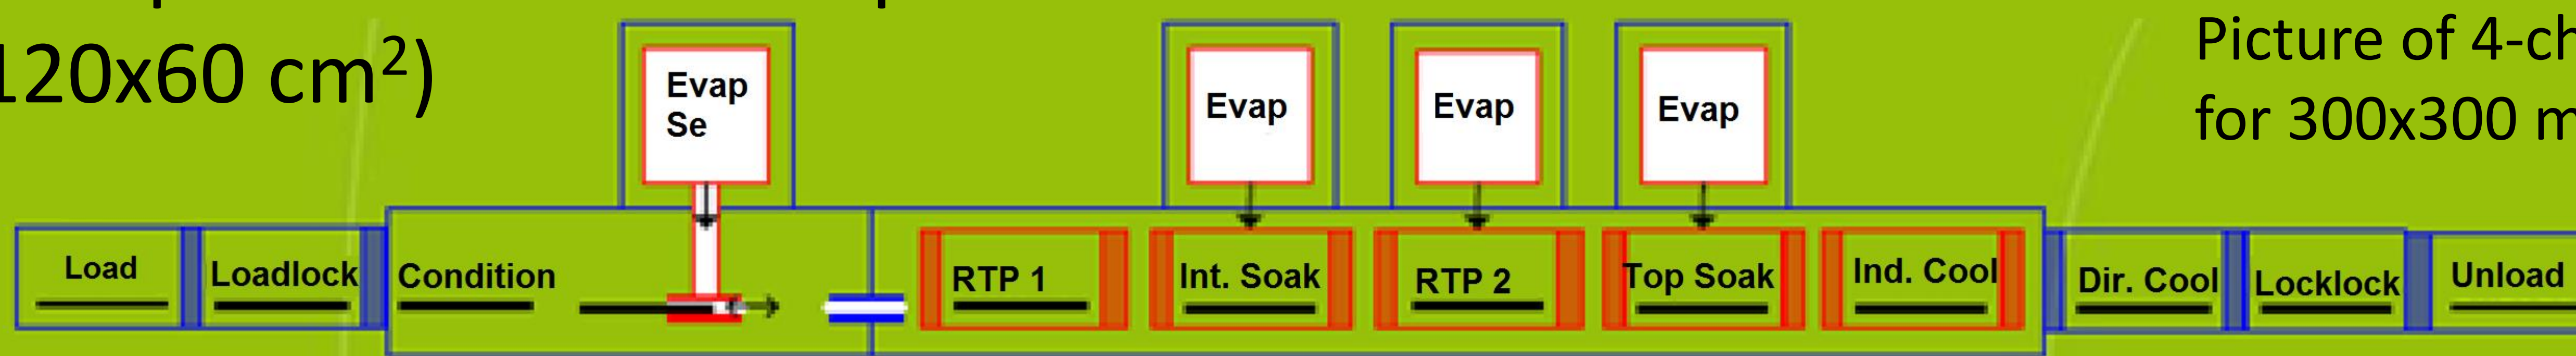 120x60 cm²)
Picture of 4-ch
for 300x300 m
Evap
Se
Evap
Evap
Evap
Load
Loadlock
Condition
RTP 1
Int. Soak
RTP 2
Top Soak
Ind. Cool
Dir. Cool
Locklock
Unload